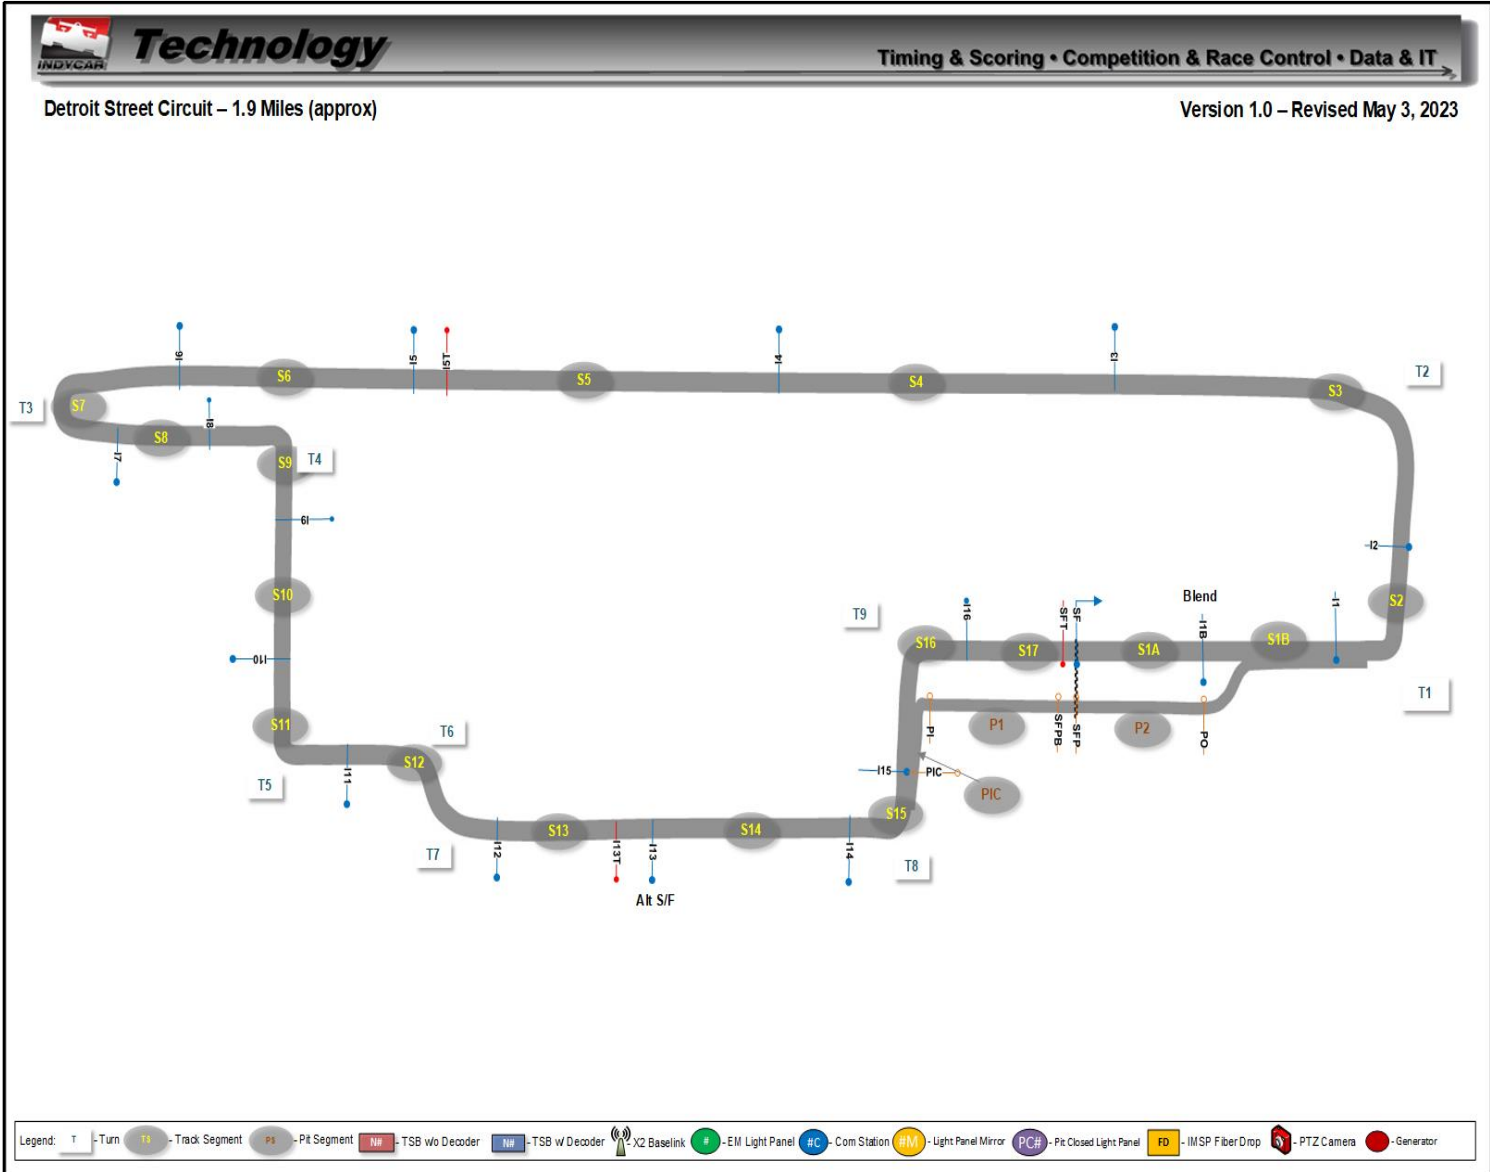 INDYCAR
Technology
Timing & Scoring • Competition & Race Control • Data & IT
Detroit Street Circuit – 1.9 Miles (approx)
Version 1.0 – Revised May 3, 2023
I6
I5
I5T
I4
I3
S6
S5
S4
S3
T2
T3
S7
S8
I8
I7
S9
T4
I9
I2
S10
S2
Blend
T9
I16
SFT
SF
I1B
I1
S16
S17
S1A
S1B
I10
T1
S11
PI
P1
SFPB
SFP
P2
PO
T6
S12
T5
I11
I15
PIC
PIC
S15
T7
I12
S13
I13T
I13
S14
I14
T8
Alt S/F
Legend: T - Turn TS - Track Segment PS - Pit Segment N# - TSB w/o Decoder N# - TSB w/ Decoder X2 Baselink # - EM Light Panel #C - Com Station #M - Light Panel Mirror PC# - Pit Closed Light Panel FD - IMSP Fiber Drop - PTZ Camera - Generator